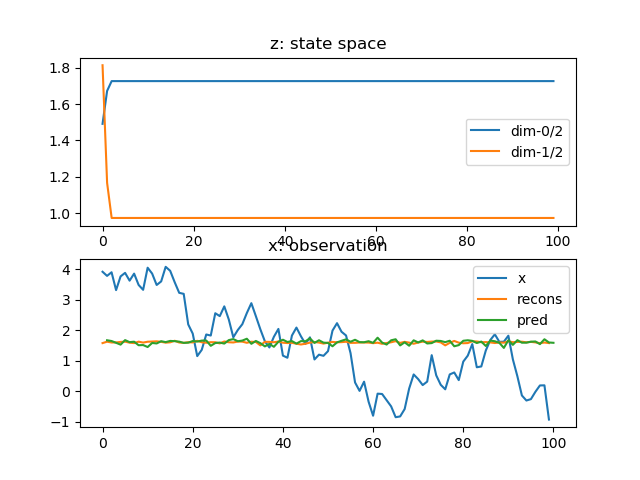 z: state space
1.8
1.6
1.4
1.2
1.0
dim-0/2
dim-1/2
0 20 40 60 80 100
x: observation
4
3
2
1
0
−1
x
recons
pred
0 20 40 60 80 100